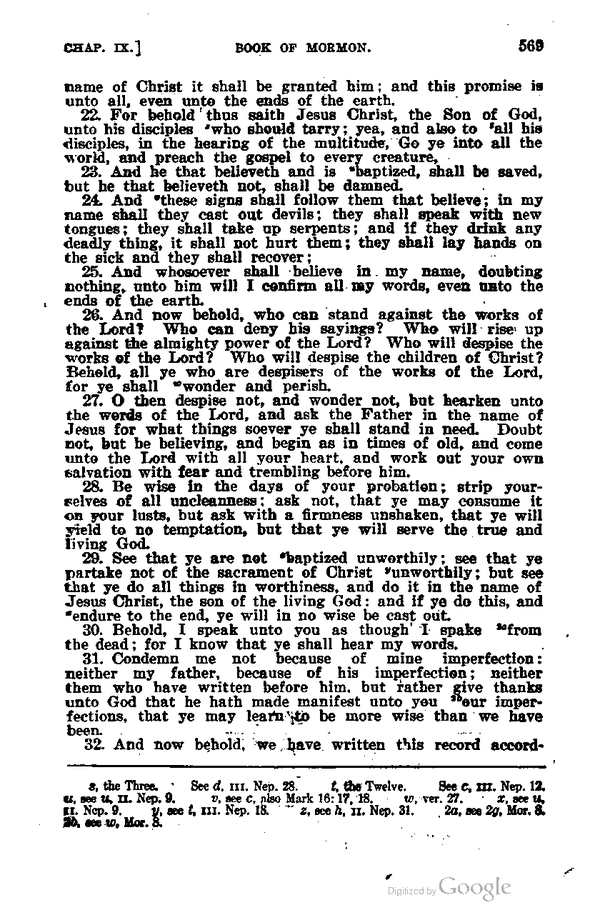 CHAP. IX.] BOOK OF MORMON. 569
name of Christ it shall be granted him; and this promise is
unto all, even unto the ends of the earth.
22. For behold thus saith Jesus Christ, the Son of God,
unto his disciples ˢwho should tarry; yea, and also to ᵗall his
disciples, in the hearing of the multitude, Go ye into all the
world, and preach the gospel to every creature,
23. And he that believeth and is ᵘbaptized, shall be saved,
but he that believeth not, shall be damned.
24. And ᵛthese signs shall follow them that believe; in my
name shall they cast out devils; they shall speak with new
tongues; they shall take up serpents; and if they drink any
deadly thing, it shall not hurt them; they shall lay hands on
the sick and they shall recover;
25. And whosoever shall believe in my name, doubting
nothing, unto him will I confirm all my words, even unto the
ends of the earth.
26. And now behold, who can stand against the works of
the Lord? Who can deny his sayings? Who will rise up
against the almighty power of the Lord? Who will despise the
works of the Lord? Who will despise the children of Christ?
Behold, all ye who are despisers of the works of the Lord,
for ye shall ʷwonder and perish.
27. O then despise not, and wonder not, but hearken unto
the words of the Lord, and ask the Father in the name of
Jesus for what things soever ye shall stand in need. Doubt
not, but be believing, and begin as in times of old, and come
unto the Lord with all your heart, and work out your own
salvation with fear and trembling before him.
28. Be wise in the days of your probation; strip your-
selves of all uncleanness; ask not, that ye may consume it
on your lusts, but ask with a firmness unshaken, that ye will
yield to no temptation, but that ye will serve the true and
living God.
29. See that ye are not ˣbaptized unworthily; see that ye
partake not of the sacrament of Christ ʸunworthily; but see
that ye do all things in worthiness, and do it in the name of
Jesus Christ, the son of the living God: and if ye do this, and
ᶻendure to the end, ye will in no wise be cast out.
30. Behold, I speak unto you as though I spake ²ᵃfrom
the dead; for I know that ye shall hear my words.
31. Condemn me not because of mine imperfection:
neither my father, because of his imperfection; neither
them who have written before him, but rather give thanks
unto God that he hath made manifest unto you ²ᵇour imper-
fections, that ye may learn to be more wise than we have
been.
32. And now behold, we have written this record accord-
s, the Three. See d, III. Nep. 28. t, the Twelve. See c, III. Nep. 12.
u, see u, II. Nep. 9. v, see c, also Mark 16: 17, 18. w, ver. 27. x, see u,
II. Nep. 9. y, see t, III. Nep. 18. z, see h, II. Nep. 31. 2a, see 2g, Mor. 8.
2b, see w, Mor. 8.
Digitized by Google